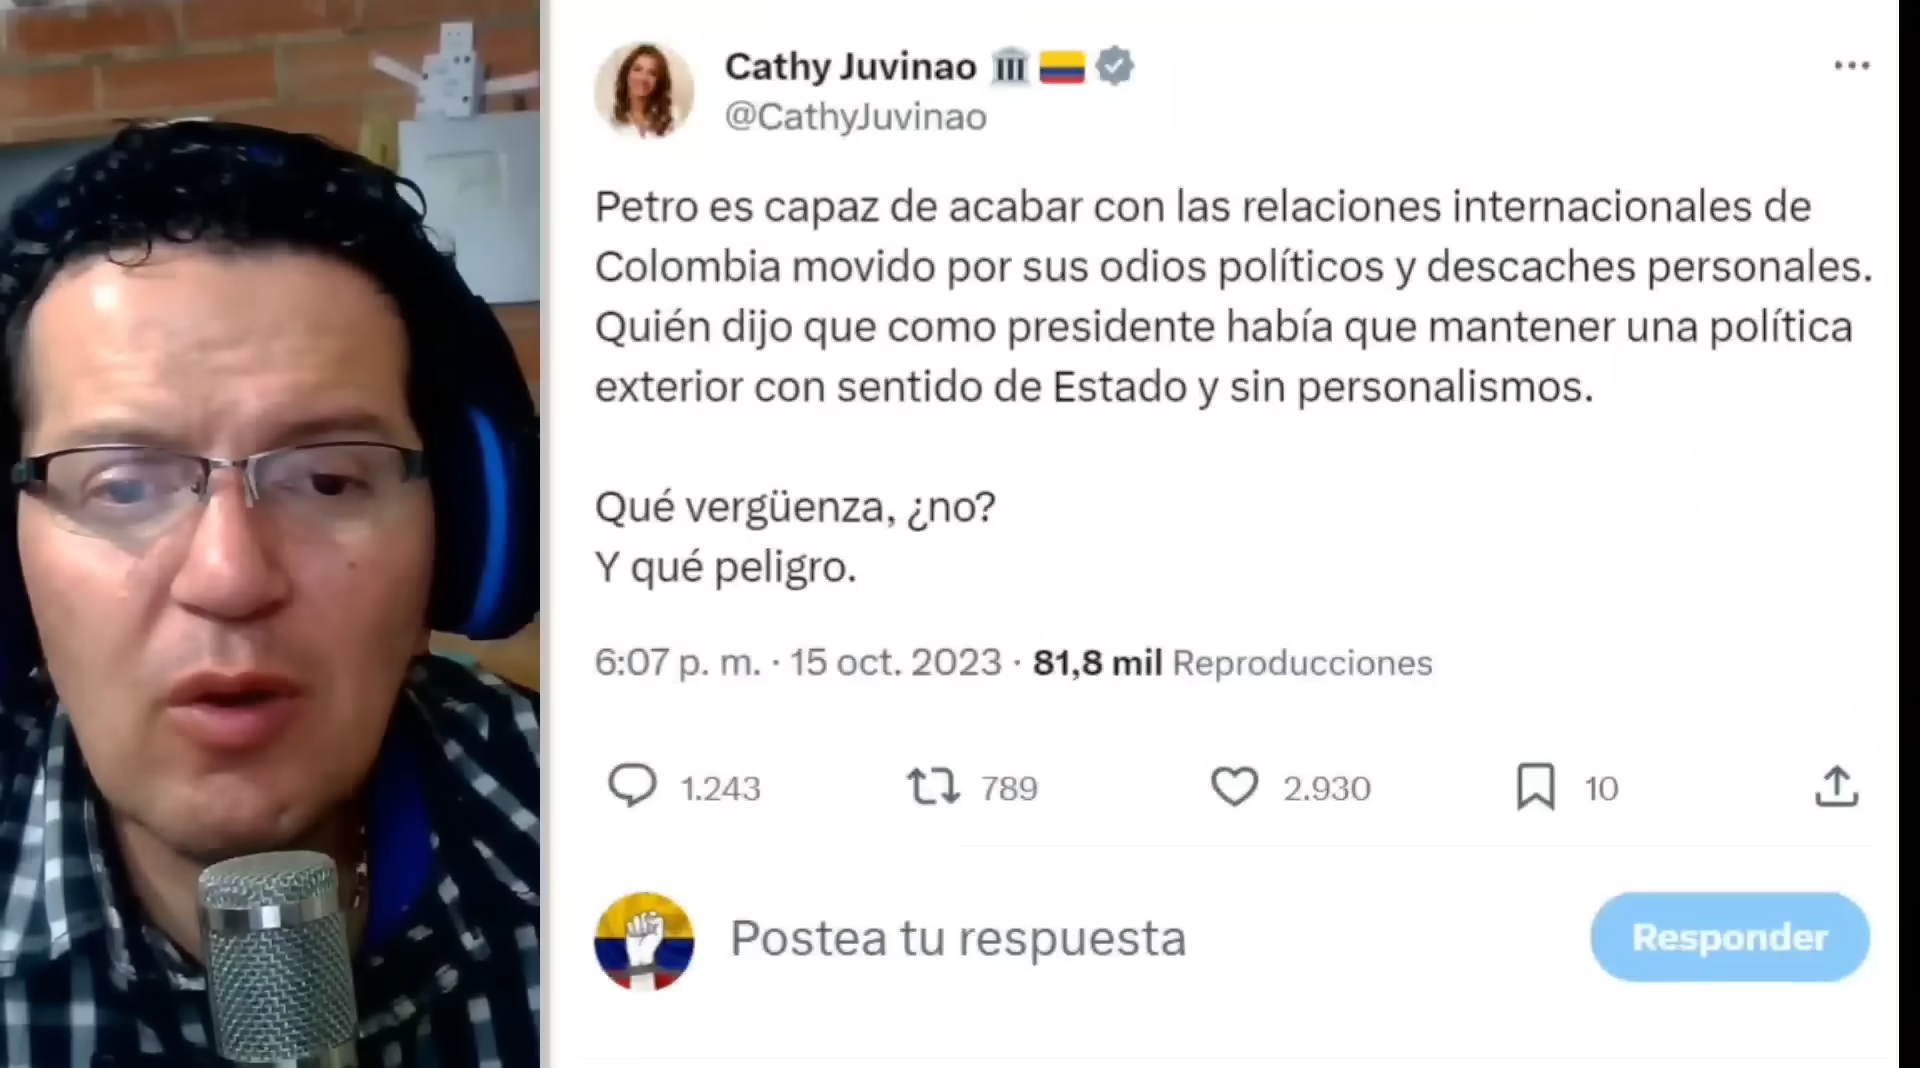 Cathy Juvinao
@CathyJuvinao
Petro es capaz de acabar con las relaciones internacionales de
Colombia movido por sus odios políticos y descaches personales.
Quién dijo que como presidente había que mantener una política
exterior con sentido de Estado y sin personalismos.
Qué vergüenza, ¿no?
Y qué peligro.
6:07 p. m. · 15 oct. 2023 · 81,8 mil Reproducciones
1.243 789 2.930 10
Postea tu respuesta
Responder